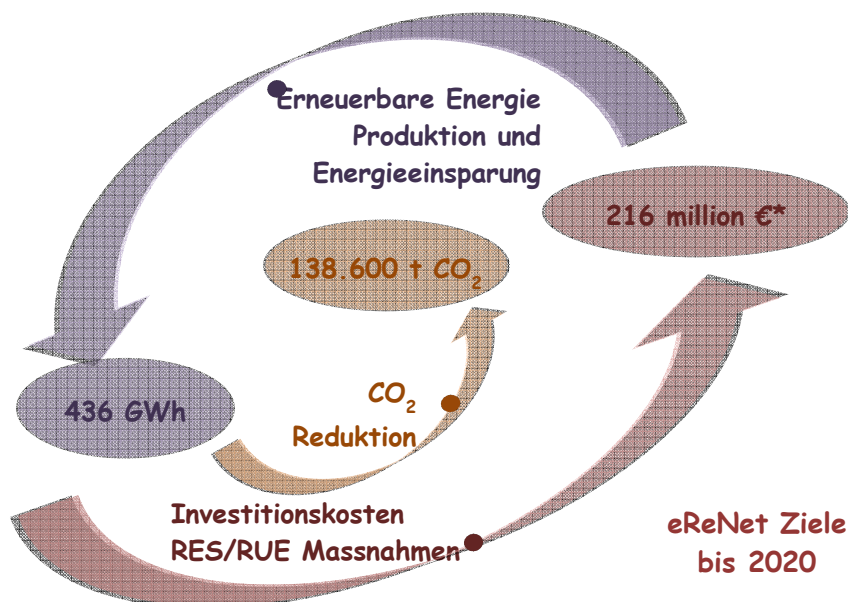 Erneuerbare Energie
Produktion und
Energieeinsparung
216 million €*
138.600 t CO₂
436 GWh
CO₂
Reduktion
Investitionskosten
RES/RUE Massnahmen
eReNet Ziele
bis 2020